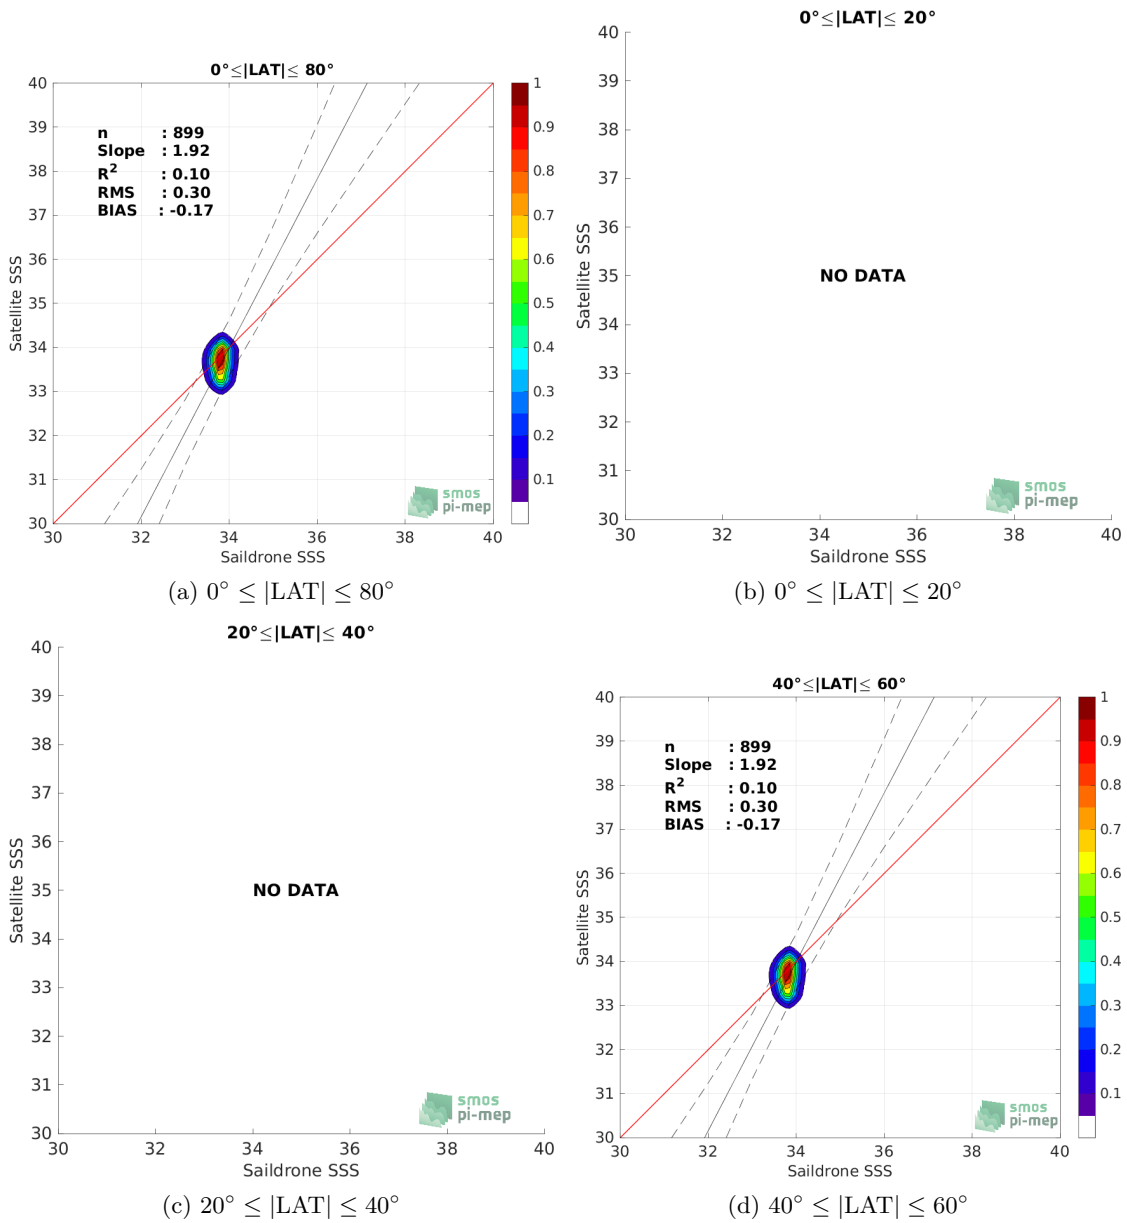 0°≤|LAT|≤ 80°
n : 899
Slope : 1.92
R² : 0.10
RMS : 0.30
BIAS : -0.17
Satellite SSS
40
39
38
37
36
35
34
33
32
31
30
30 32 34 36 38 40
Saildrone SSS
1
0.9
0.8
0.7
0.6
0.5
0.4
0.3
0.2
0.1
smos
pi-mep
(a) 0° ≤ |LAT| ≤ 80°
0°≤|LAT|≤ 20°
Satellite SSS
40
39
38
37
36
35
34
33
32
31
30
NO DATA
30 32 34 36 38 40
Saildrone SSS
smos
pi-mep
(b) 0° ≤ |LAT| ≤ 20°
20°≤|LAT|≤ 40°
Satellite SSS
40
39
38
37
36
35
34
33
32
31
30
NO DATA
30 32 34 36 38 40
Saildrone SSS
smos
pi-mep
(c) 20° ≤ |LAT| ≤ 40°
40°≤|LAT|≤ 60°
n : 899
Slope : 1.92
R² : 0.10
RMS : 0.30
BIAS : -0.17
Satellite SSS
40
39
38
37
36
35
34
33
32
31
30
30 32 34 36 38 40
Saildrone SSS
1
0.9
0.8
0.7
0.6
0.5
0.4
0.3
0.2
0.1
smos
pi-mep
(d) 40° ≤ |LAT| ≤ 60°